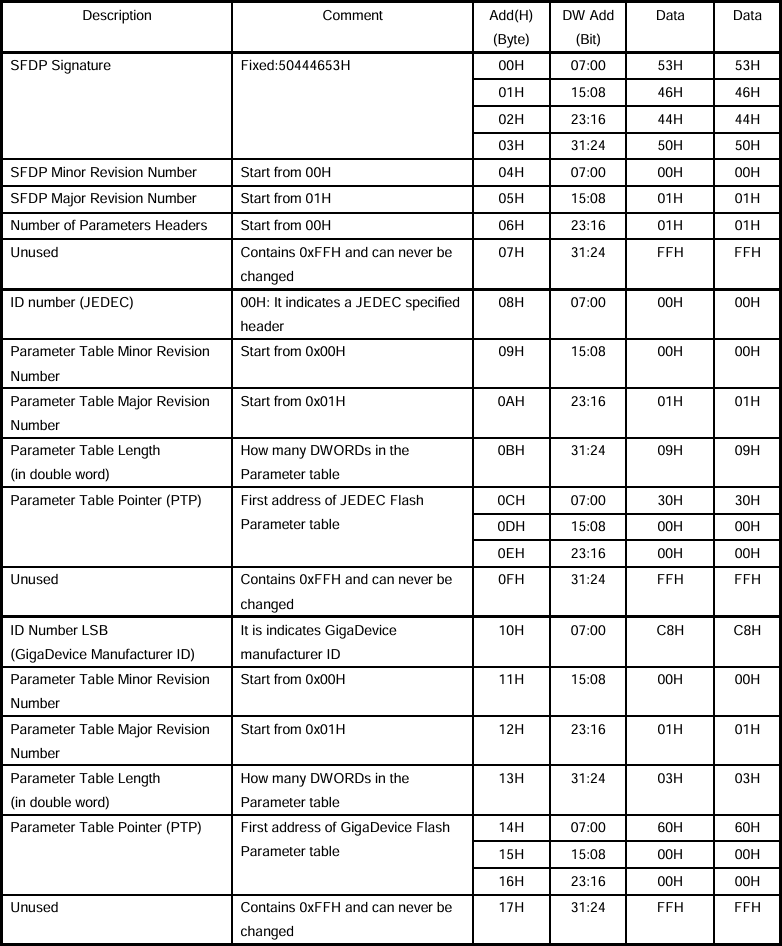 Description Comment Add(H) DW Add Data Data
(Byte) (Bit)
SFDP Signature Fixed:50444653H 00H 07:00 53H 53H
01H 15:08 46H 46H
02H 23:16 44H 44H
03H 31:24 50H 50H
SFDP Minor Revision Number Start from 00H 04H 07:00 00H 00H
SFDP Major Revision Number Start from 01H 05H 15:08 01H 01H
Number of Parameters Headers Start from 00H 06H 23:16 01H 01H
Unused Contains 0xFFH and can never be 07H 31:24 FFH FFH
changed
ID number (JEDEC) 00H: It indicates a JEDEC specified 08H 07:00 00H 00H
header
Parameter Table Minor Revision Start from 0x00H 09H 15:08 00H 00H
Number
Parameter Table Major Revision Start from 0x01H 0AH 23:16 01H 01H
Number
Parameter Table Length How many DWORDs in the 0BH 31:24 09H 09H
(in double word) Parameter table
Parameter Table Pointer (PTP) First address of JEDEC Flash 0CH 07:00 30H 30H
Parameter table 0DH 15:08 00H 00H
0EH 23:16 00H 00H
Unused Contains 0xFFH and can never be 0FH 31:24 FFH FFH
changed
ID Number LSB It is indicates GigaDevice 10H 07:00 C8H C8H
(GigaDevice Manufacturer ID) manufacturer ID
Parameter Table Minor Revision Start from 0x00H 11H 15:08 00H 00H
Number
Parameter Table Major Revision Start from 0x01H 12H 23:16 01H 01H
Number
Parameter Table Length How many DWORDs in the 13H 31:24 03H 03H
(in double word) Parameter table
Parameter Table Pointer (PTP) First address of GigaDevice Flash 14H 07:00 60H 60H
Parameter table 15H 15:08 00H 00H
16H 23:16 00H 00H
Unused Contains 0xFFH and can never be 17H 31:24 FFH FFH
changed